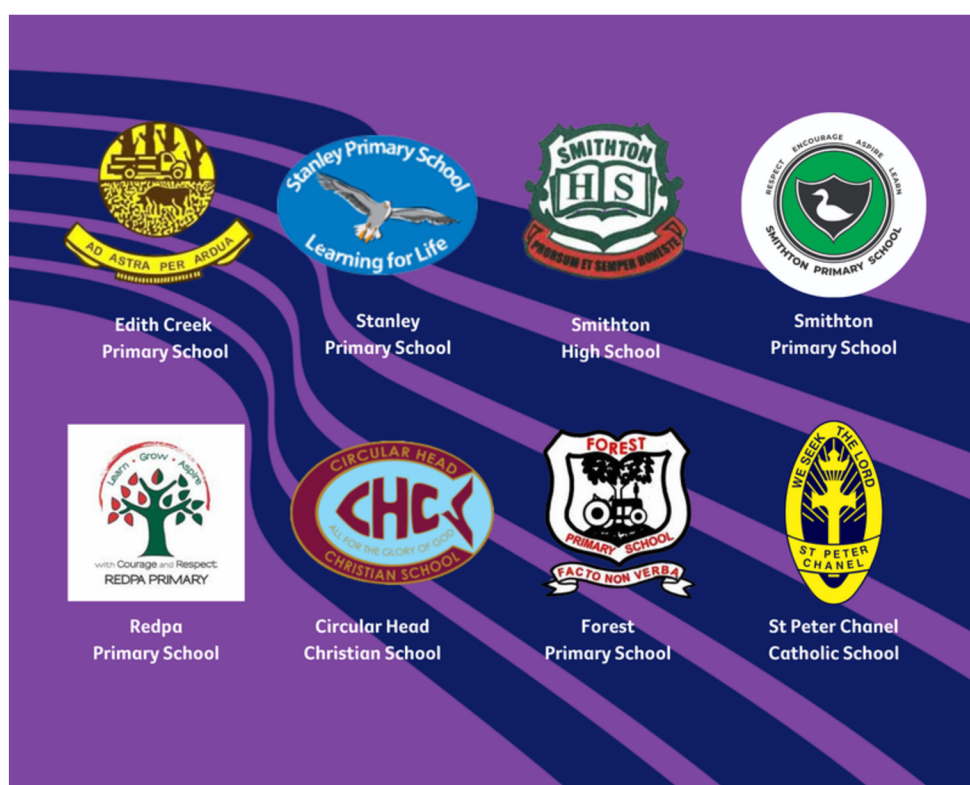 AD ASTRA PER ARDUA
Edith Creek
Primary School
Stanley Primary School
Learning for Life
Stanley
Primary School
SMITHTON
H S
PRORSUM ET SEMPER HONESTE
Smithton
High School
RESPECT ENCOURAGE ASPIRE LEARN
SMITHTON PRIMARY SCHOOL
Smithton
Primary School
Learn • Grow • Aspire
with Courage and Respect
REDPA PRIMARY
Redpa
Primary School
CIRCULAR HEAD
CHC
ALL FOR THE GLORY OF GOD
CHRISTIAN SCHOOL
Circular Head
Christian School
FOREST
PRIMARY SCHOOL
FACTO NON VERBA
Forest
Primary School
WE SEEK THE LORD
ST PETER
CHANEL
St Peter Chanel
Catholic School